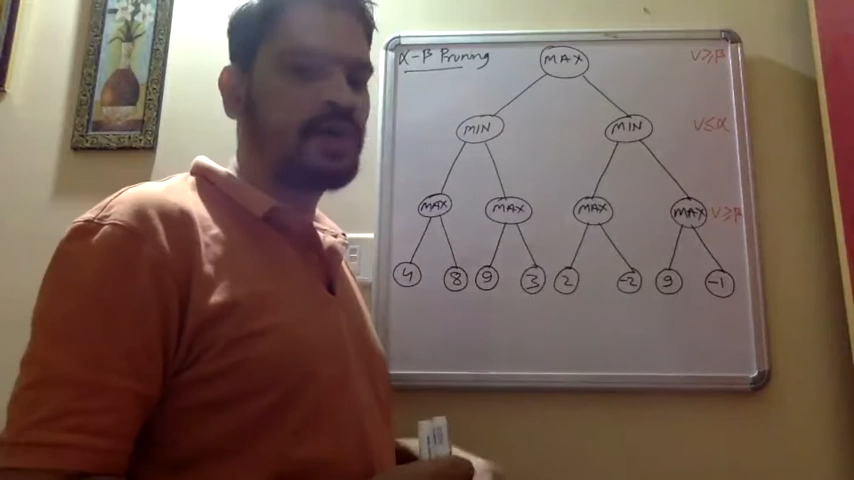 α-β Pruning MAX V≥β
MIN MIN V≤α
MAX MAX MAX MAX V≥β
4 8 9 3 2 -2 9 -1